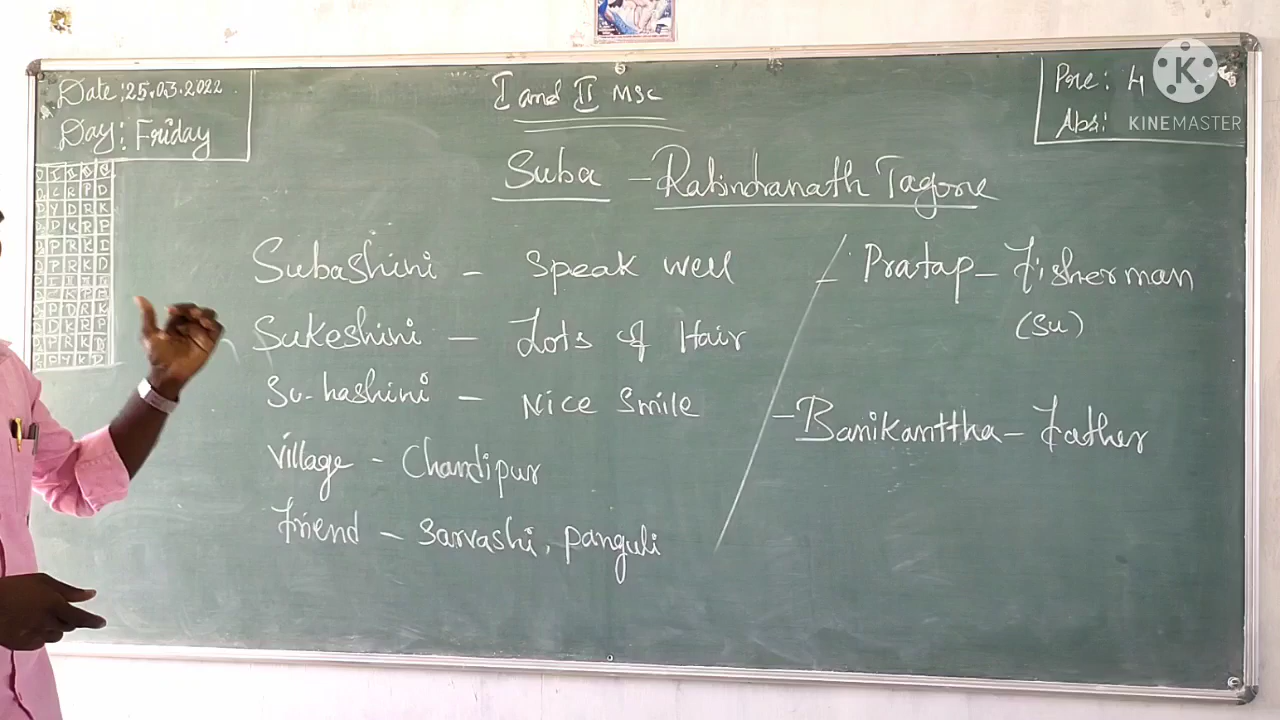 Date: 25.03.2022
Day: Friday
I and II MSC
Pre: 4
Abs:
K
KINEMASTER
Suba - Rabindranath Tagore
Subashini - Speak well
Sukeshini - Lots of Hair
Su-hashini - Nice Smile
Village - Chandipur
Friend - Sarvashi, Panguli
- Pratap - Fisherman
(Su)
- Banikanttha - Father